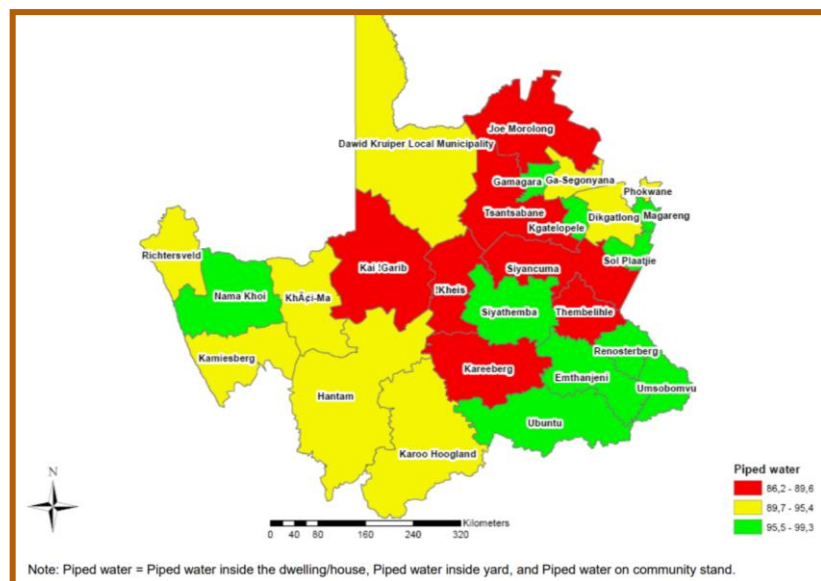 Joe Morolong
Dawid Kruiper Local Municipality
Gamagara
Ga-Segonyana
Phokwane
Tsantsabane
Dikgatlong
Magareng
Kgatelopele
Richtersveld
Kai !Garib
Siyancuma
Sol Plaatjie
Nama Khoi
KhÃ¢i-Ma
!Kheis
Siyathemba
Thembelihle
Kamiesberg
Renosterberg
Kareeberg
Emthanjeni
Umsobomvu
Hantam
Ubuntu
Karoo Hoogland
Piped water
86,2 - 89,6
89,7 - 95,4
95,5 - 99,3
N
Kilometers
0 40 80 160 240 320
Note: Piped water = Piped water inside the dwelling/house, Piped water inside yard, and Piped water on community stand.